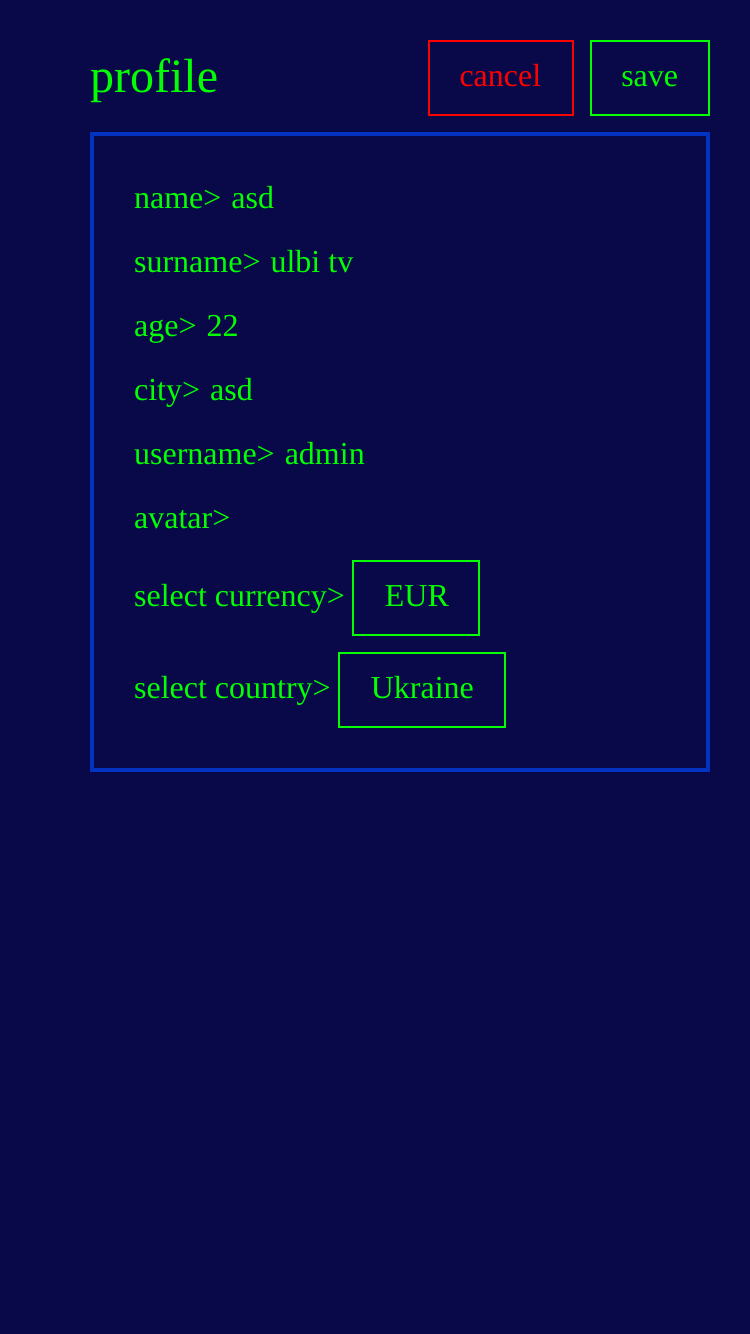 profile cancel save
name> asd
surname> ulbi tv
age> 22
city> asd
username> admin
avatar>
select currency> EUR
select country> Ukraine